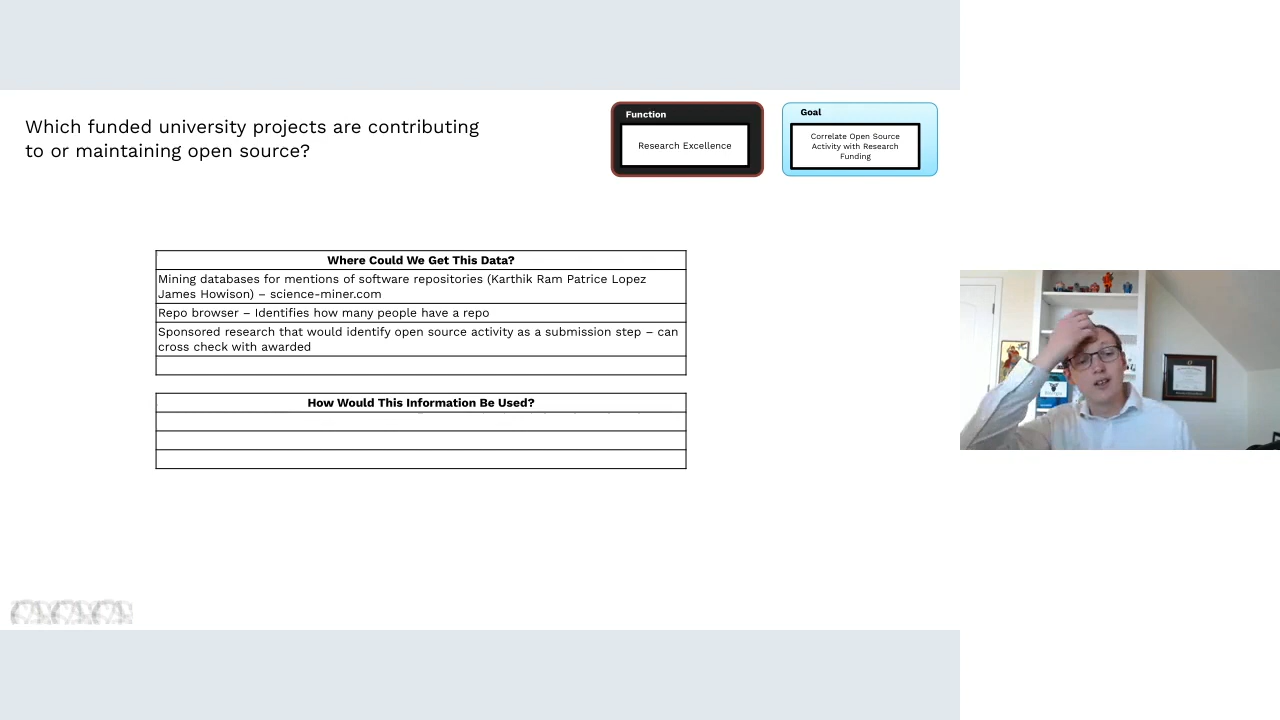 Which funded university projects are contributing
to or maintaining open source?
Function
Research Excellence
Goal
Correlate Open Source
Activity with Research
Funding
Where Could We Get This Data?
Mining databases for mentions of software repositories (Karthik Ram Patrice Lopez
James Howison) – science-miner.com
Repo browser – Identifies how many people have a repo
Sponsored research that would identify open source activity as a submission step – can
cross check with awarded
How Would This Information Be Used?